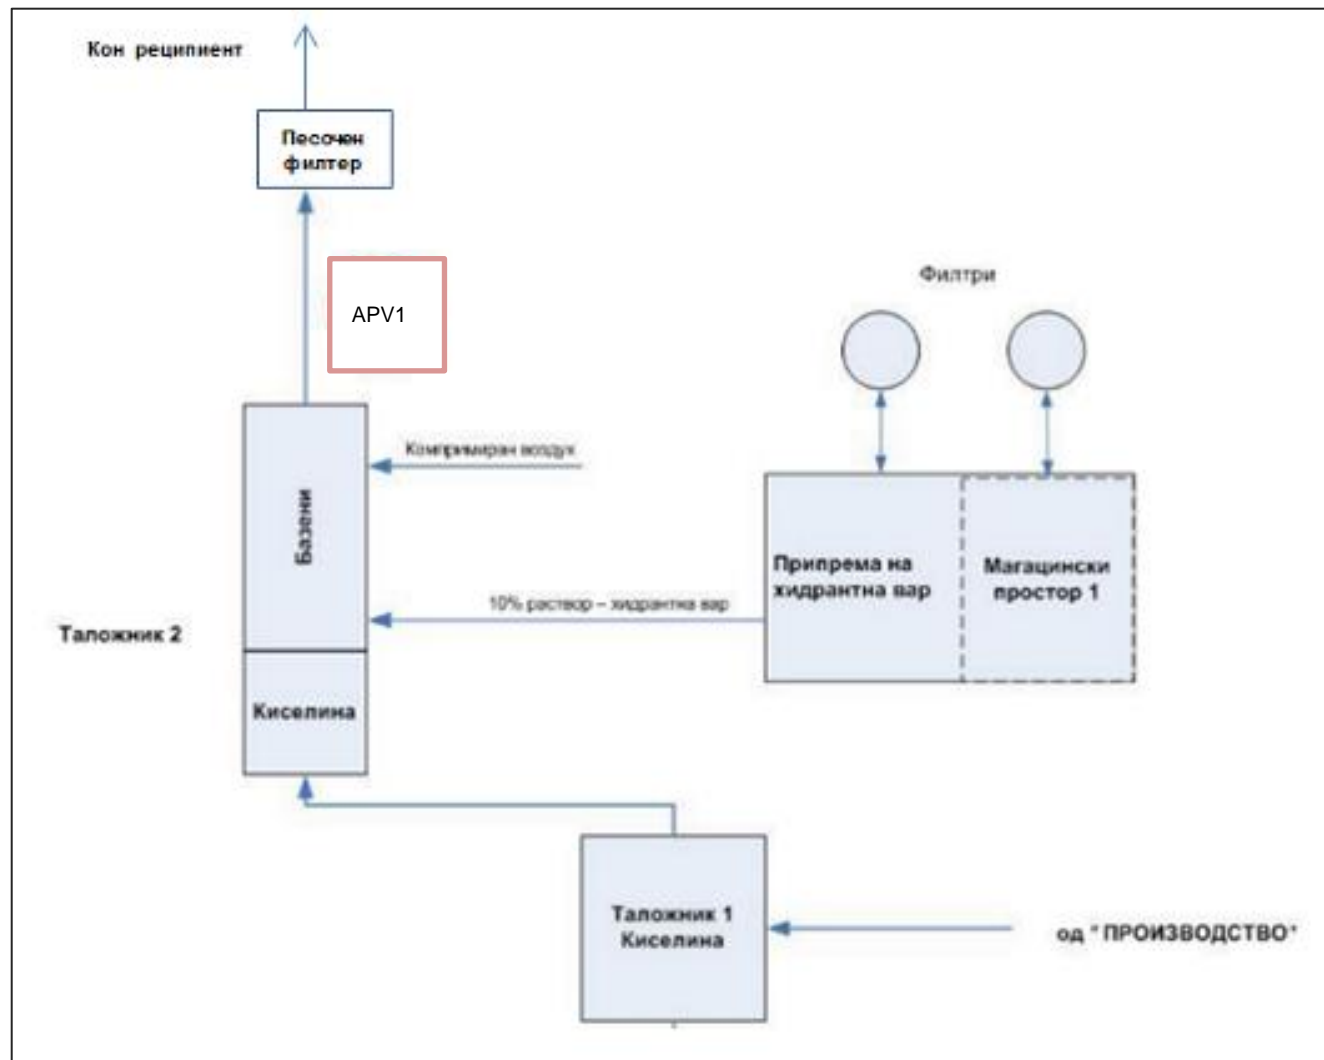 Кон реципиент
Песочен
филтер
APV1
Филтри
Компримиран воздух
Базени
Припрема на
хидрантна вар
Магацински
простор 1
10% раствор – хидрантна вар
Таложник 2
Киселина
Таложник 1
Киселина
од "ПРОИЗВОДСТВО"